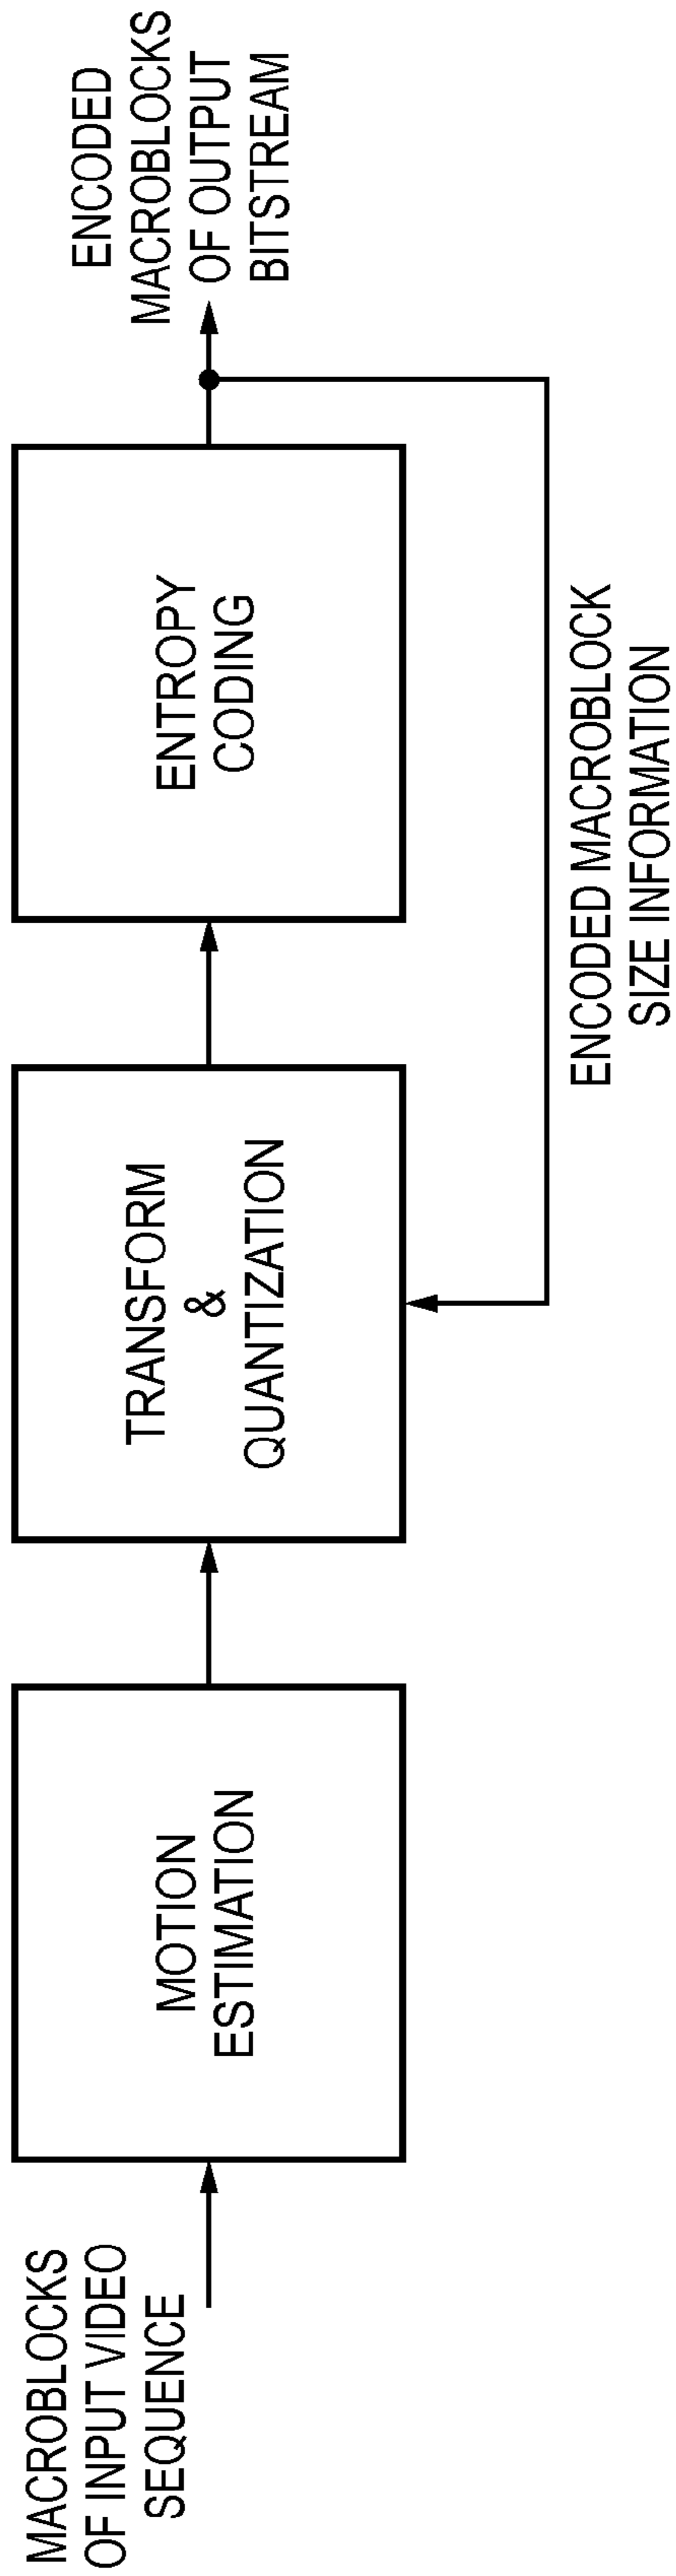 MACROBLOCKS
OF INPUT VIDEO
SEQUENCE
MOTION
ESTIMATION
TRANSFORM
&
QUANTIZATION
ENTROPY
CODING
ENCODED
MACROBLOCKS
OF OUTPUT
BITSTREAM
ENCODED MACROBLOCK
SIZE INFORMATION